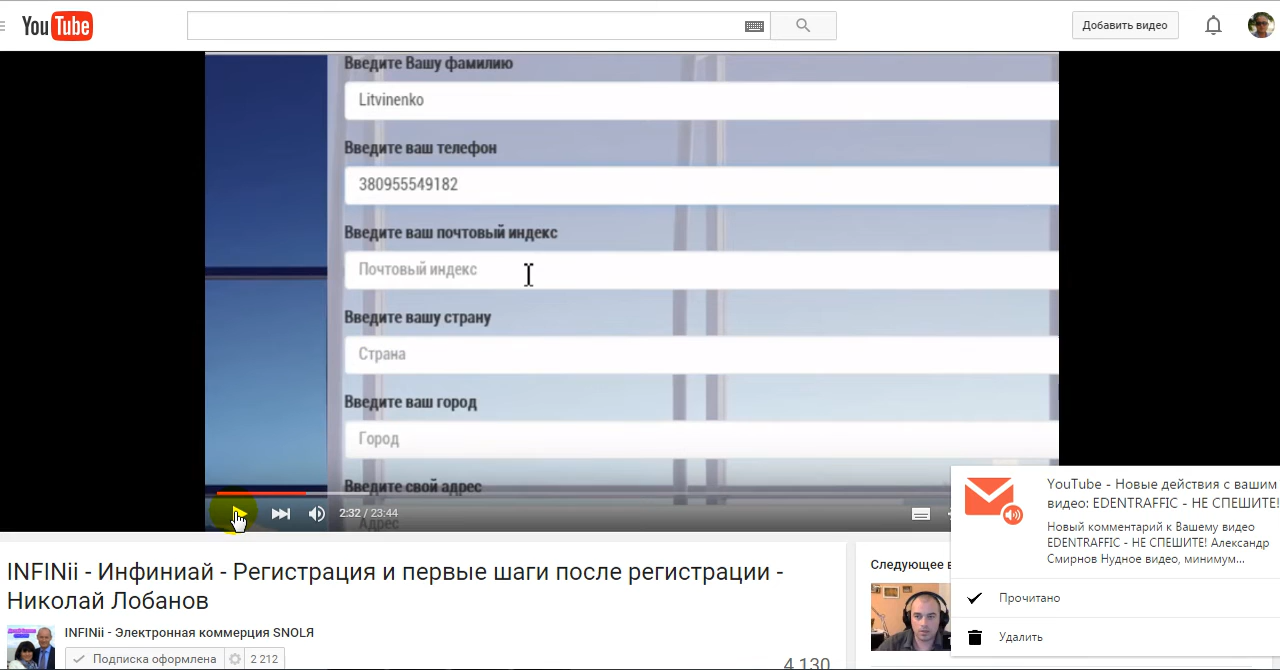 YouTube
Добавить видео
Введите Вашу фамилию
Litvinenko
Введите ваш телефон
380955549182
Введите ваш почтовый индекс
Почтовый индекс
Введите вашу страну
Страна
Введите ваш город
Город
Введите свой адрес
Адрес
2:32 / 23:44
YouTube - Новые действия с вашим
видео: EDENTRAFFIC - НЕ СПЕШИТЕ!
Новый комментарий к Вашему видео
EDENTRAFFIC - НЕ СПЕШИТЕ! Александр
Смирнов Нудное видео, минимум...
Прочитано
Удалить
INFINii - Инфиниай - Регистрация и первые шаги после регистрации -
Николай Лобанов
INFINii - Электронная коммерция SNOLЯ
Подписка оформлена
2 212
4 130
Следующее